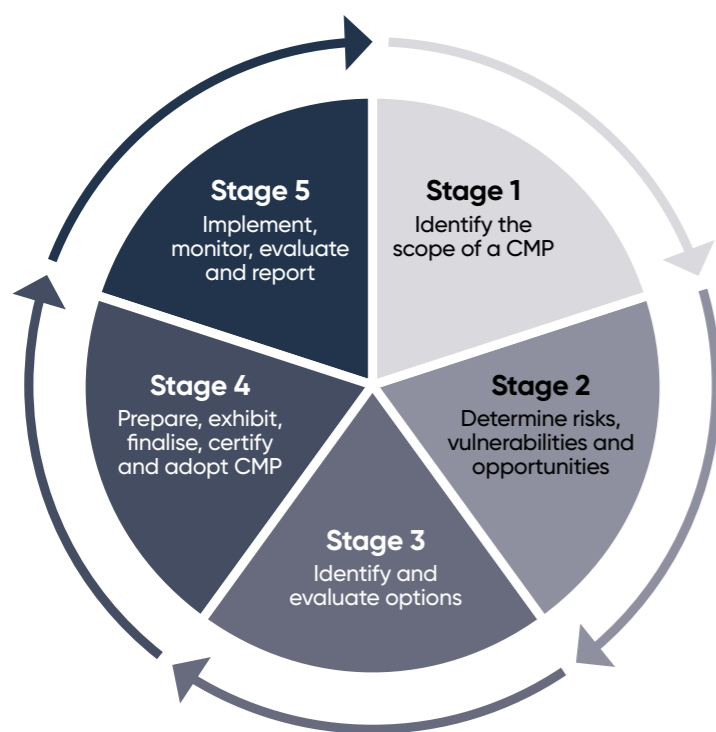 Stage 1
Identify the
scope of a CMP
Stage 2
Determine risks,
vulnerabilities and
opportunities
Stage 3
Identify and
evaluate options
Stage 4
Prepare, exhibit,
finalise, certify
and adopt CMP
Stage 5
Implement,
monitor, evaluate
and report